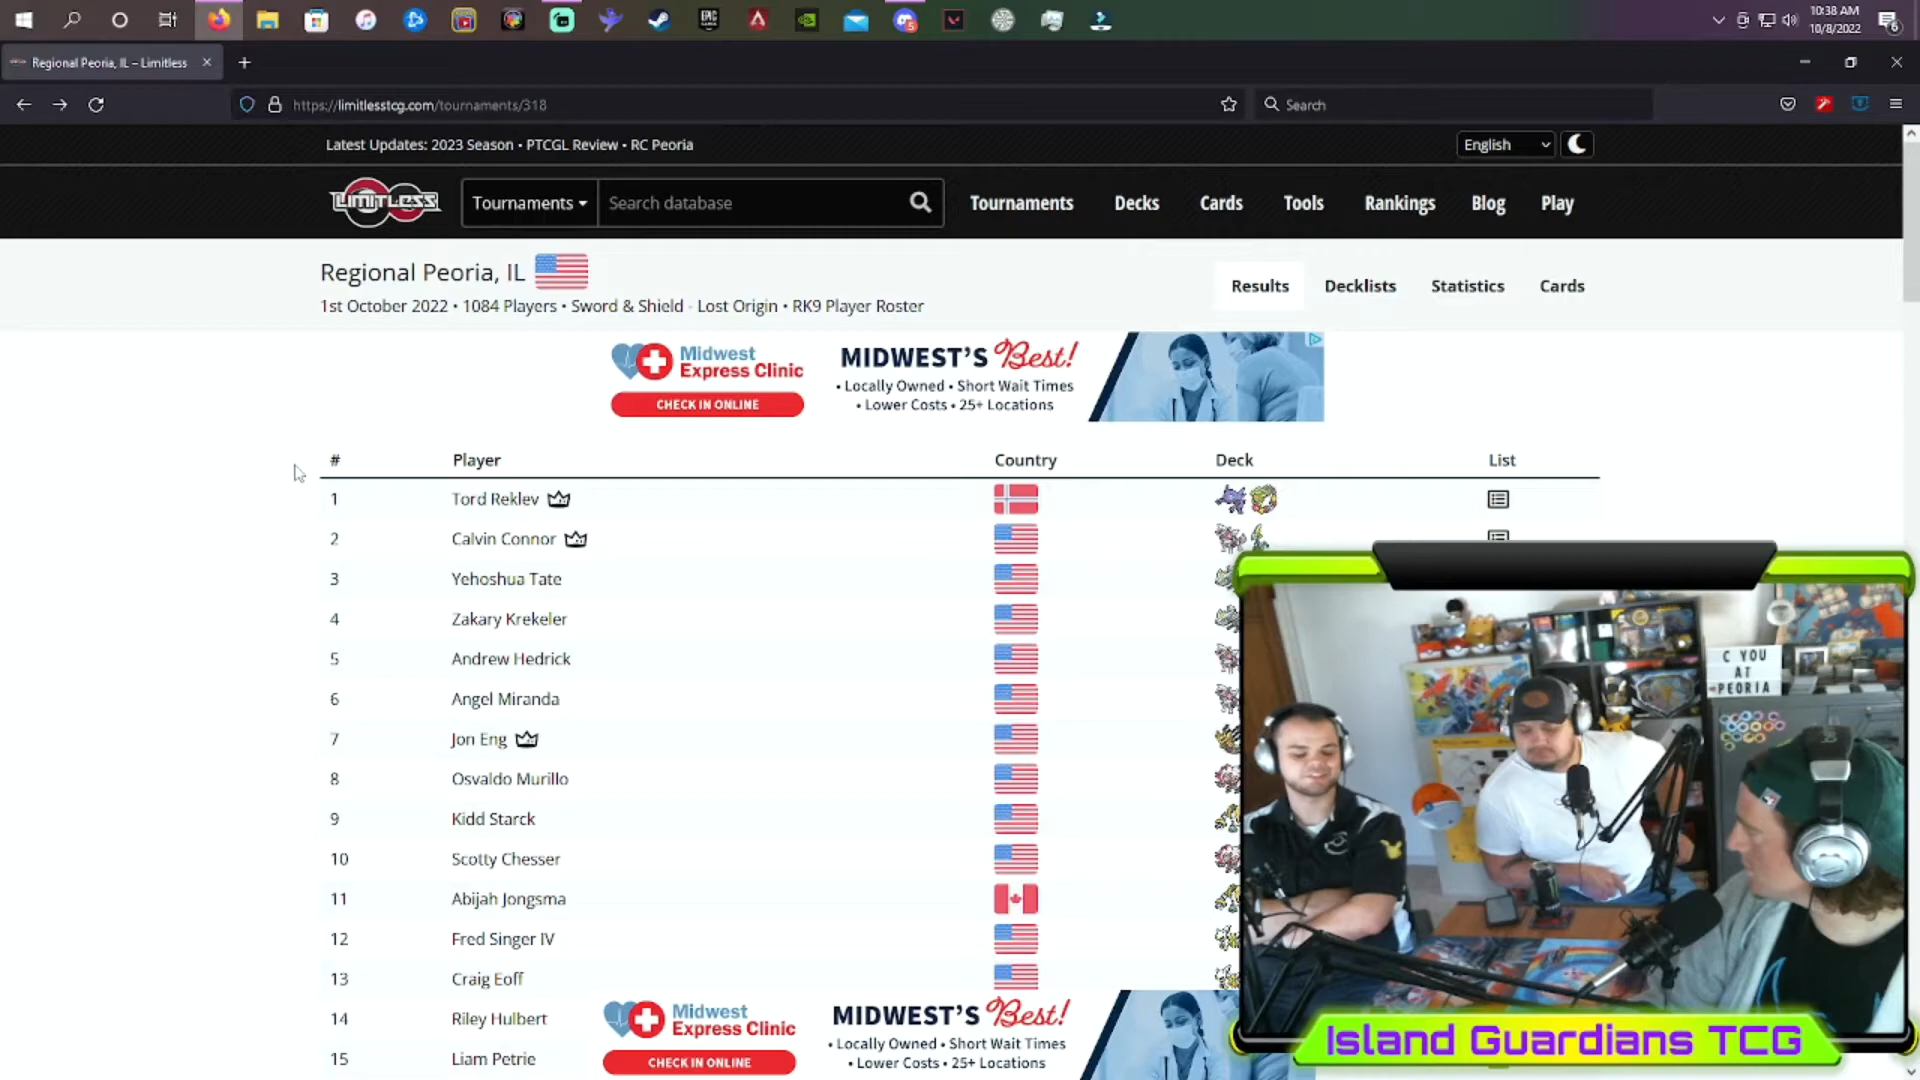 10:38 AM
10/8/2022
Regional Peoria, IL – Limitless
https://limitlesstcg.com/tournaments/318
Search
Latest Updates: 2023 Season • PTCGL Review • RC Peoria
English
LIMITLESS
Tournaments
Search database
Tournaments
Decks
Cards
Tools
Rankings
Blog
Play
Regional Peoria, IL
1st October 2022 • 1084 Players • Sword & Shield - Lost Origin • RK9 Player Roster
Results
Decklists
Statistics
Cards
Midwest
Express Clinic
CHECK IN ONLINE
MIDWEST'S Best!
• Locally Owned • Short Wait Times
• Lower Costs • 25+ Locations
# Player Country Deck List
1 Tord Reklev
2 Calvin Connor
3 Yehoshua Tate
4 Zakary Krekeler
5 Andrew Hedrick
6 Angel Miranda
7 Jon Eng
8 Osvaldo Murillo
9 Kidd Starck
10 Scotty Chesser
11 Abijah Jongsma
12 Fred Singer IV
13 Craig Eoff
14 Riley Hulbert
15 Liam Petrie
Midwest
Express Clinic
CHECK IN ONLINE
MIDWEST'S Best!
• Locally Owned • Short Wait Times
• Lower Costs • 25+ Locations
C YOU
AT
PEORIA
Island Guardians TCG